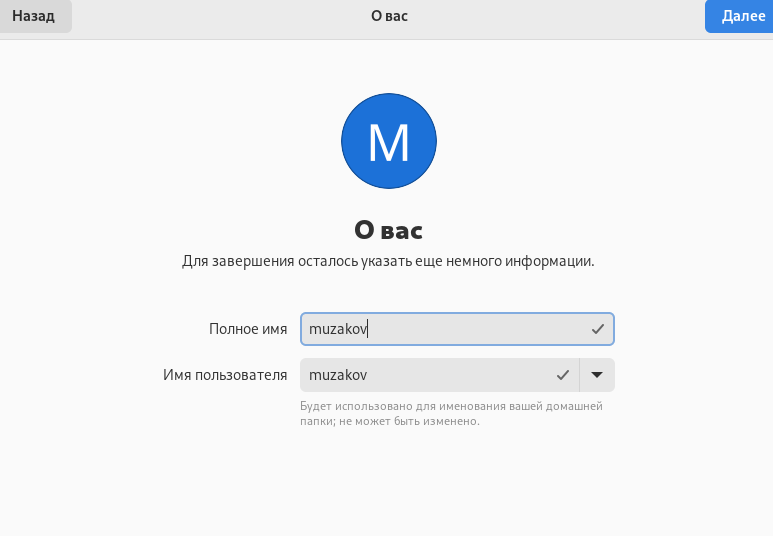 Назад
О вас
Далее
M
О вас
Для завершения осталось указать еще немного информации.
Полное имя
muzakov
Имя пользователя
muzakov
Будет использовано для именования вашей домашней
папки; не может быть изменено.